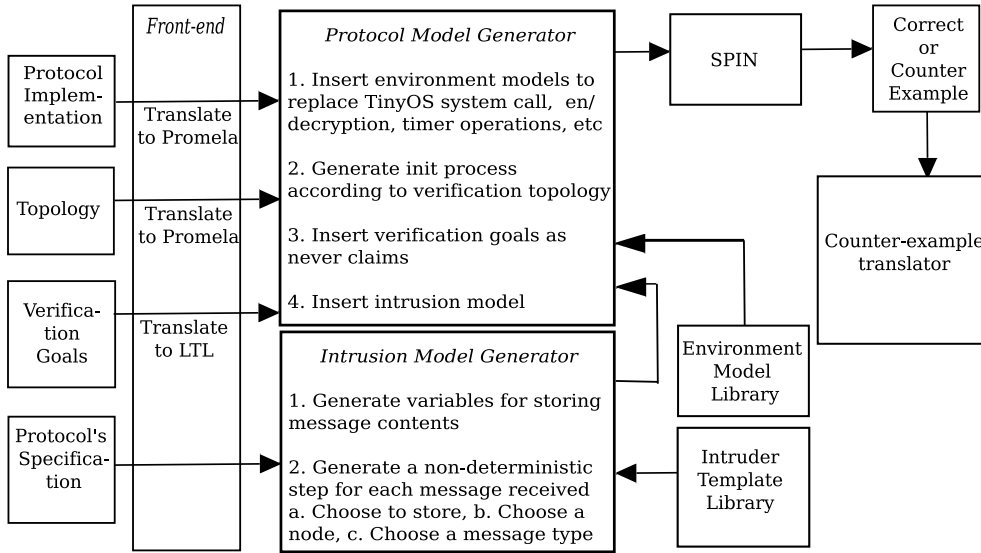 Front-end
Protocol
Implem-
entation
Topology
Verifica-
tion
Goals
Protocol's
Specifica-
tion
Translate
to Promela
Translate
to Promela
Translate
to LTL
Protocol Model Generator
1. Insert environment models to
replace TinyOS system call,  en/
decryption, timer operations, etc
2. Generate init process
according to verification topology
3. Insert verification goals as
never claims
4. Insert intrusion model
Intrusion Model Generator
1. Generate variables for storing
message contents
2. Generate a non-deterministic
step for each message received
a. Choose to store, b. Choose a
node, c. Choose a message type
SPIN
Correct
or
Counter
Example
Counter-example
translator
Environment
Model
Library
Intruder
Template
Library